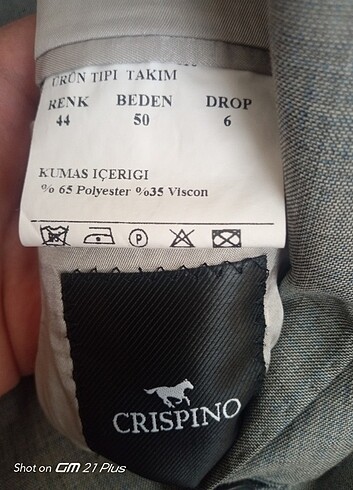 ÜRÜN TIPI TAKIM
RENK BEDEN DROP
44 50 6
KUMAS IÇERIGI
% 65 Polyester %35 Viscon
P
CRISPINO
Shot on GM 21 Plus